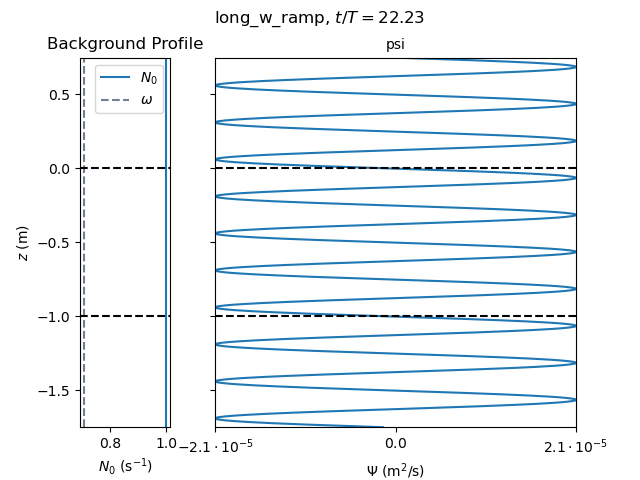 long_w_ramp, t/T = 22.23
Background Profile
psi
N₀
ω
0.5
0.0
−0.5
−1.0
−1.5
z (m)
0.8
1.0
−2.1 · 10⁻⁵
0.0
2.1 · 10⁻⁵
N₀ (s⁻¹)
Ψ (m²/s)